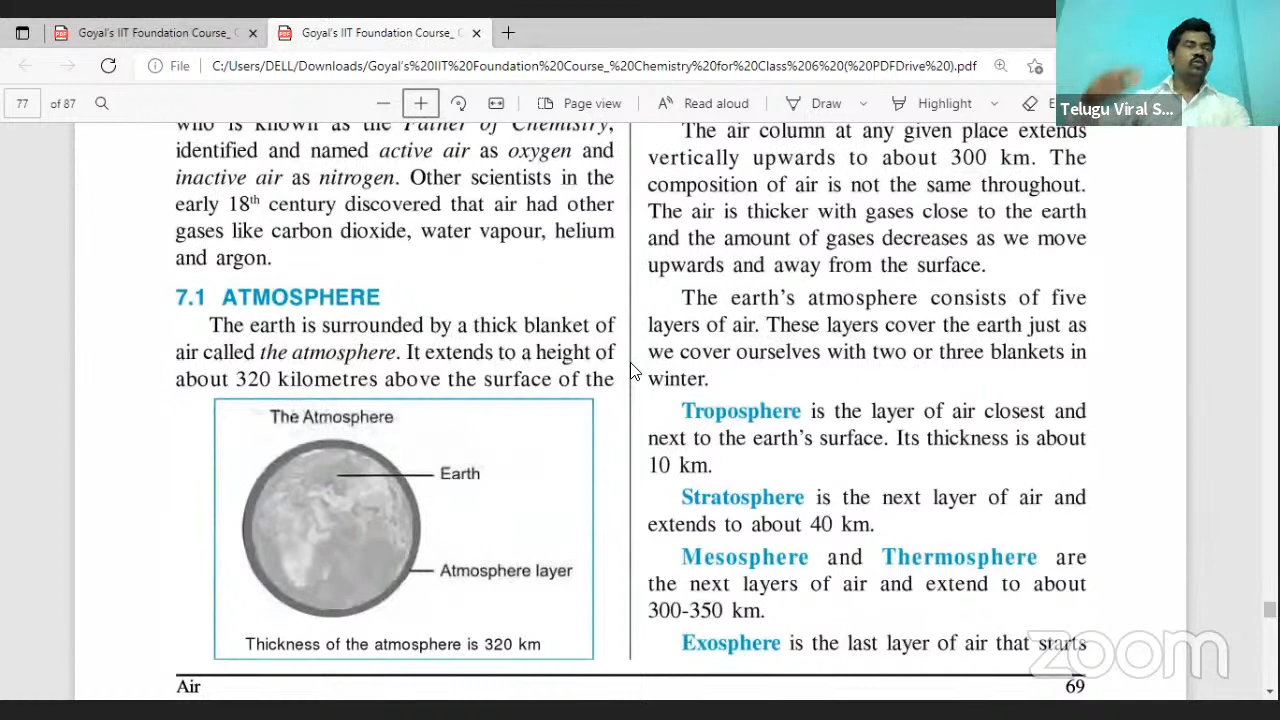 Goyal's IIT Foundation Course_ C
Goyal's IIT Foundation Course_ C
File
C:/Users/DELL/Downloads/Goyal's%20IIT%20Foundation%20Course_%20Chemistry%20for%20Class%206%20(%20PDFDrive%20).pdf
77 of 87
Page view
Read aloud
Draw
Highlight
Telugu Viral S...
who is known as the Father of Chemistry,
identified and named active air as oxygen and
inactive air as nitrogen. Other scientists in the
early 18th century discovered that air had other
gases like carbon dioxide, water vapour, helium
and argon.
7.1 ATMOSPHERE
The earth is surrounded by a thick blanket of
air called the atmosphere. It extends to a height of
about 320 kilometres above the surface of the
The Atmosphere
Earth
Atmosphere layer
Thickness of the atmosphere is 320 km
The air column at any given place extends
vertically upwards to about 300 km. The
composition of air is not the same throughout.
The air is thicker with gases close to the earth
and the amount of gases decreases as we move
upwards and away from the surface.
The earth's atmosphere consists of five
layers of air. These layers cover the earth just as
we cover ourselves with two or three blankets in
winter.
Troposphere is the layer of air closest and
next to the earth's surface. Its thickness is about
10 km.
Stratosphere is the next layer of air and
extends to about 40 km.
Mesosphere and Thermosphere are
the next layers of air and extend to about
300-350 km.
Exosphere is the last layer of air that starts
zoom
Air
69